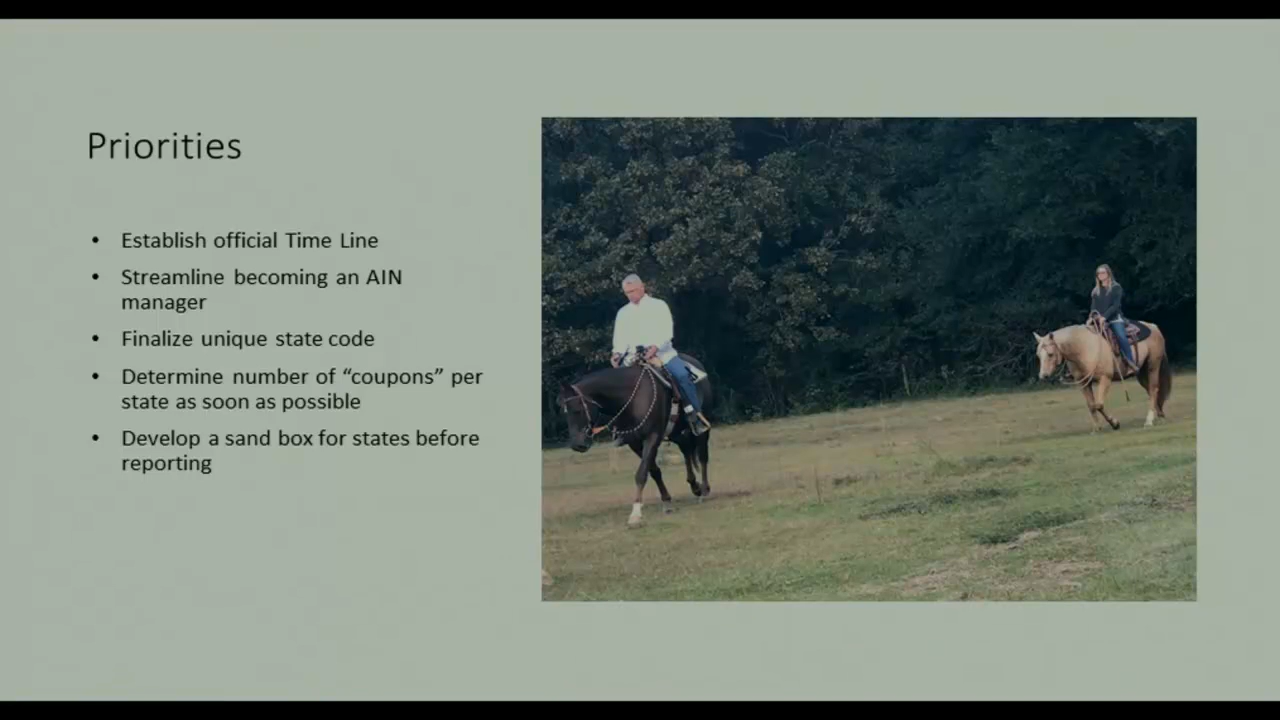 Priorities
• Establish official Time Line
• Streamline becoming an AIN
manager
• Finalize unique state code
• Determine number of “coupons” per
state as soon as possible
• Develop a sand box for states before
reporting